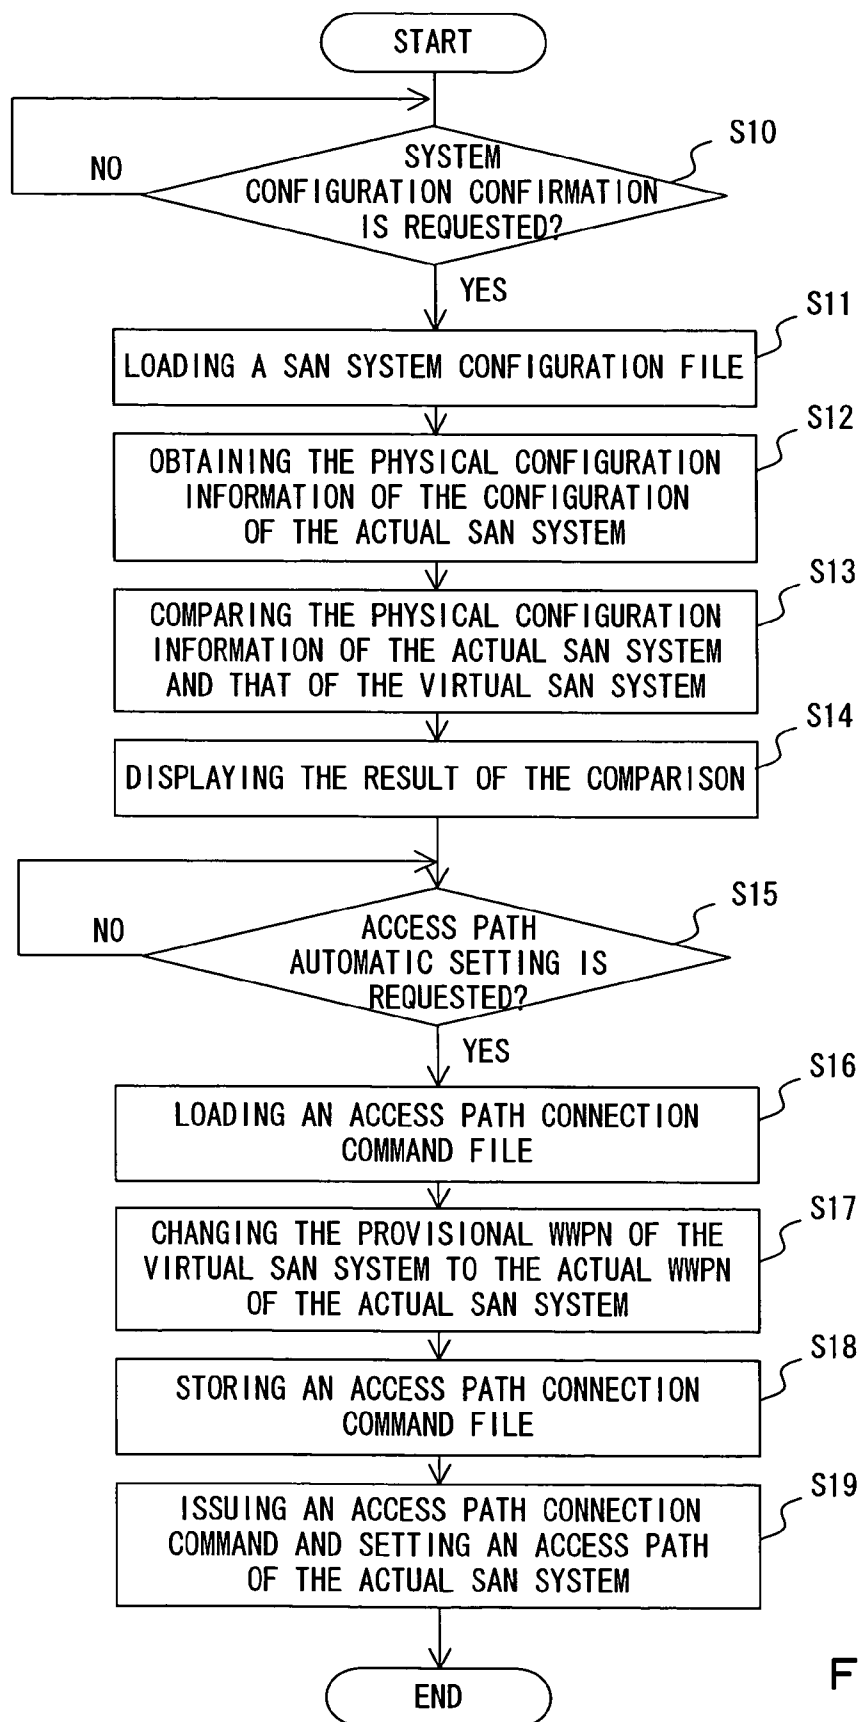 START
S10
SYSTEM
CONFIGURATION CONFIRMATION
IS REQUESTED?
NO
YES
S11
LOADING A SAN SYSTEM CONFIGURATION FILE
S12
OBTAINING THE PHYSICAL CONFIGURATION
INFORMATION OF THE CONFIGURATION
OF THE ACTUAL SAN SYSTEM
S13
COMPARING THE PHYSICAL CONFIGURATION
INFORMATION OF THE ACTUAL SAN SYSTEM
AND THAT OF THE VIRTUAL SAN SYSTEM
S14
DISPLAYING THE RESULT OF THE COMPARISON
S15
ACCESS PATH
AUTOMATIC SETTING IS
REQUESTED?
NO
YES
S16
LOADING AN ACCESS PATH CONNECTION
COMMAND FILE
S17
CHANGING THE PROVISIONAL WWPN OF THE
VIRTUAL SAN SYSTEM TO THE ACTUAL WWPN
OF THE ACTUAL SAN SYSTEM
S18
STORING AN ACCESS PATH CONNECTION
COMMAND FILE
S19
ISSUING AN ACCESS PATH CONNECTION
COMMAND AND SETTING AN ACCESS PATH
OF THE ACTUAL SAN SYSTEM
END
F